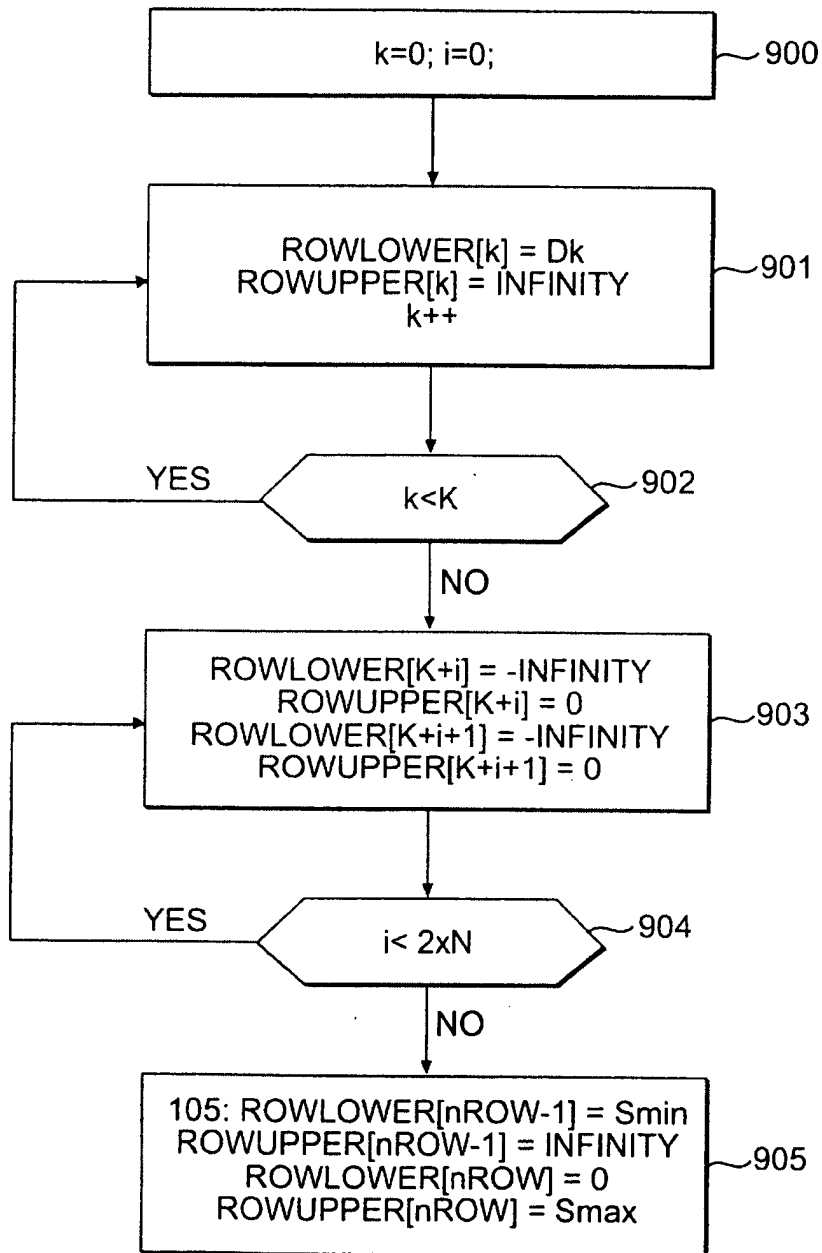 k=0; i=0;
900
ROWLOWER[k] = Dk
ROWUPPER[k] = INFINITY
k++
901
YES
k<K
902
NO
ROWLOWER[K+i] = -INFINITY
ROWUPPER[K+i] = 0
ROWLOWER[K+i+1] = -INFINITY
ROWUPPER[K+i+1] = 0
903
YES
i< 2xN
904
NO
105: ROWLOWER[nROW-1] = Smin
ROWUPPER[nROW-1] = INFINITY
ROWLOWER[nROW] = 0
ROWUPPER[nROW] = Smax
905